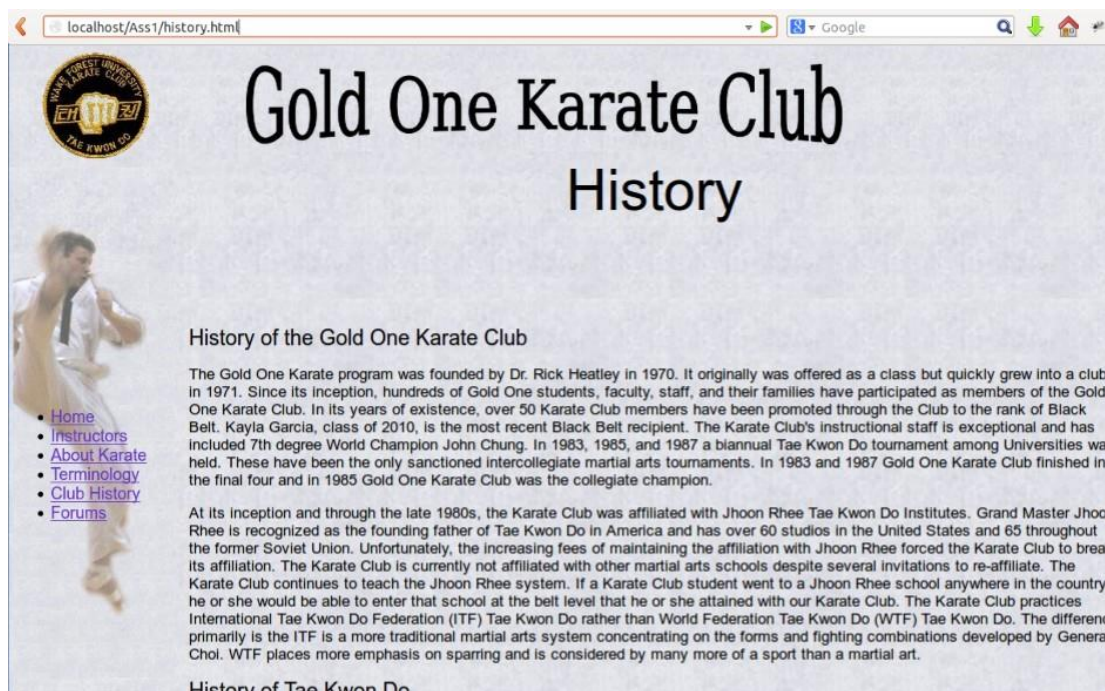 localhost/Ass1/history.html
Google
WAKE FOREST UNIVERSITY
KARATE CLUB
태 권
TAE KWON DO
Gold One Karate Club
History
Home
Instructors
About Karate
Terminology
Club History
Forums
History of the Gold One Karate Club
The Gold One Karate program was founded by Dr. Rick Heatley in 1970. It originally was offered as a class but quickly grew into a club
in 1971. Since its inception, hundreds of Gold One students, faculty, staff, and their families have participated as members of the Gold
One Karate Club. In its years of existence, over 50 Karate Club members have been promoted through the Club to the rank of Black
Belt. Kayla Garcia, class of 2010, is the most recent Black Belt recipient. The Karate Club's instructional staff is exceptional and has
included 7th degree World Champion John Chung. In 1983, 1985, and 1987 a biannual Tae Kwon Do tournament among Universities wa
held. These have been the only sanctioned intercollegiate martial arts tournaments. In 1983 and 1987 Gold One Karate Club finished in
the final four and in 1985 Gold One Karate Club was the collegiate champion.
At its inception and through the late 1980s, the Karate Club was affiliated with Jhoon Rhee Tae Kwon Do Institutes. Grand Master Jhoo
Rhee is recognized as the founding father of Tae Kwon Do in America and has over 60 studios in the United States and 65 throughout
the former Soviet Union. Unfortunately, the increasing fees of maintaining the affiliation with Jhoon Rhee forced the Karate Club to brea
its affiliation. The Karate Club is currently not affiliated with other martial arts schools despite several invitations to re-affiliate. The
Karate Club continues to teach the Jhoon Rhee system. If a Karate Club student went to a Jhoon Rhee school anywhere in the country
he or she would be able to enter that school at the belt level that he or she attained with our Karate Club. The Karate Club practices
International Tae Kwon Do Federation (ITF) Tae Kwon Do rather than World Federation Tae Kwon Do (WTF) Tae Kwon Do. The differenc
primarily is the ITF is a more traditional martial arts system concentrating on the forms and fighting combinations developed by Genera
Choi. WTF places more emphasis on sparring and is considered by many more of a sport than a martial art.
History of Tae Kwon Do